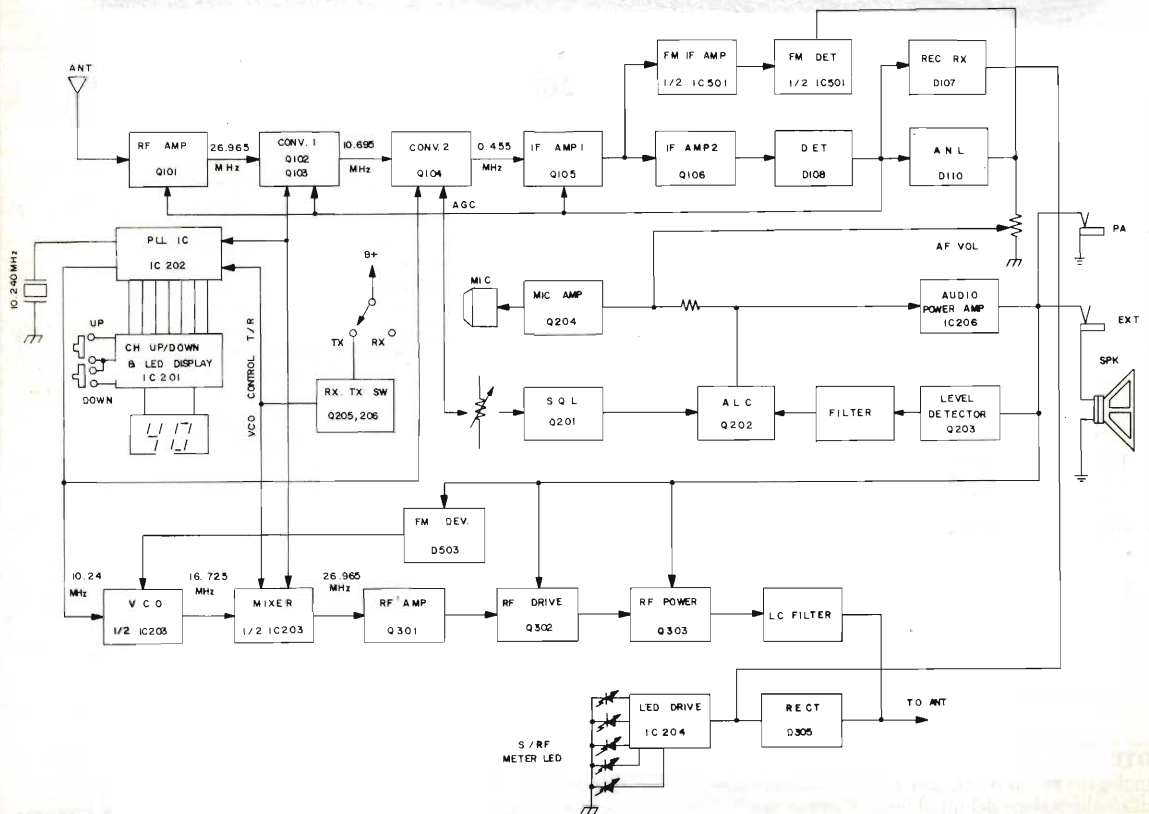 ANT
RF AMP
Q101
26.965
MHz
CONV. 1
Q102
Q103
10.695
MHz
CONV. 2
Q104
0.455
MHz
IF AMP 1
Q105
FM IF AMP
1/2 IC501
FM DET
1/2 IC501
REC RX
D107
IF AMP2
Q106
DET
D108
ANL
D110
AGC
AF VOL
PA
EXT
SPK
10.240MHz
PLL IC
IC 202
UP
CH UP/DOWN
& LED DISPLAY
IC 201
DOWN
VCO CONTROL T/R
B+
TX
RX
RX. TX SW
Q205, 206
MIC
MIC AMP
Q204
AUDIO
POWER AMP
IC206
SQL
Q201
ALC
Q202
FILTER
LEVEL
DETECTOR
Q203
FM DEV.
D503
10.24
MHz
VCO
1/2 IC203
16.725
MHz
MIXER
1/2 IC203
26.965
MHz
RF AMP
Q301
RF DRIVE
Q302
RF POWER
Q303
LC FILTER
S/RF
METER LED
LED DRIVE
IC 204
RECT
D305
TO ANT